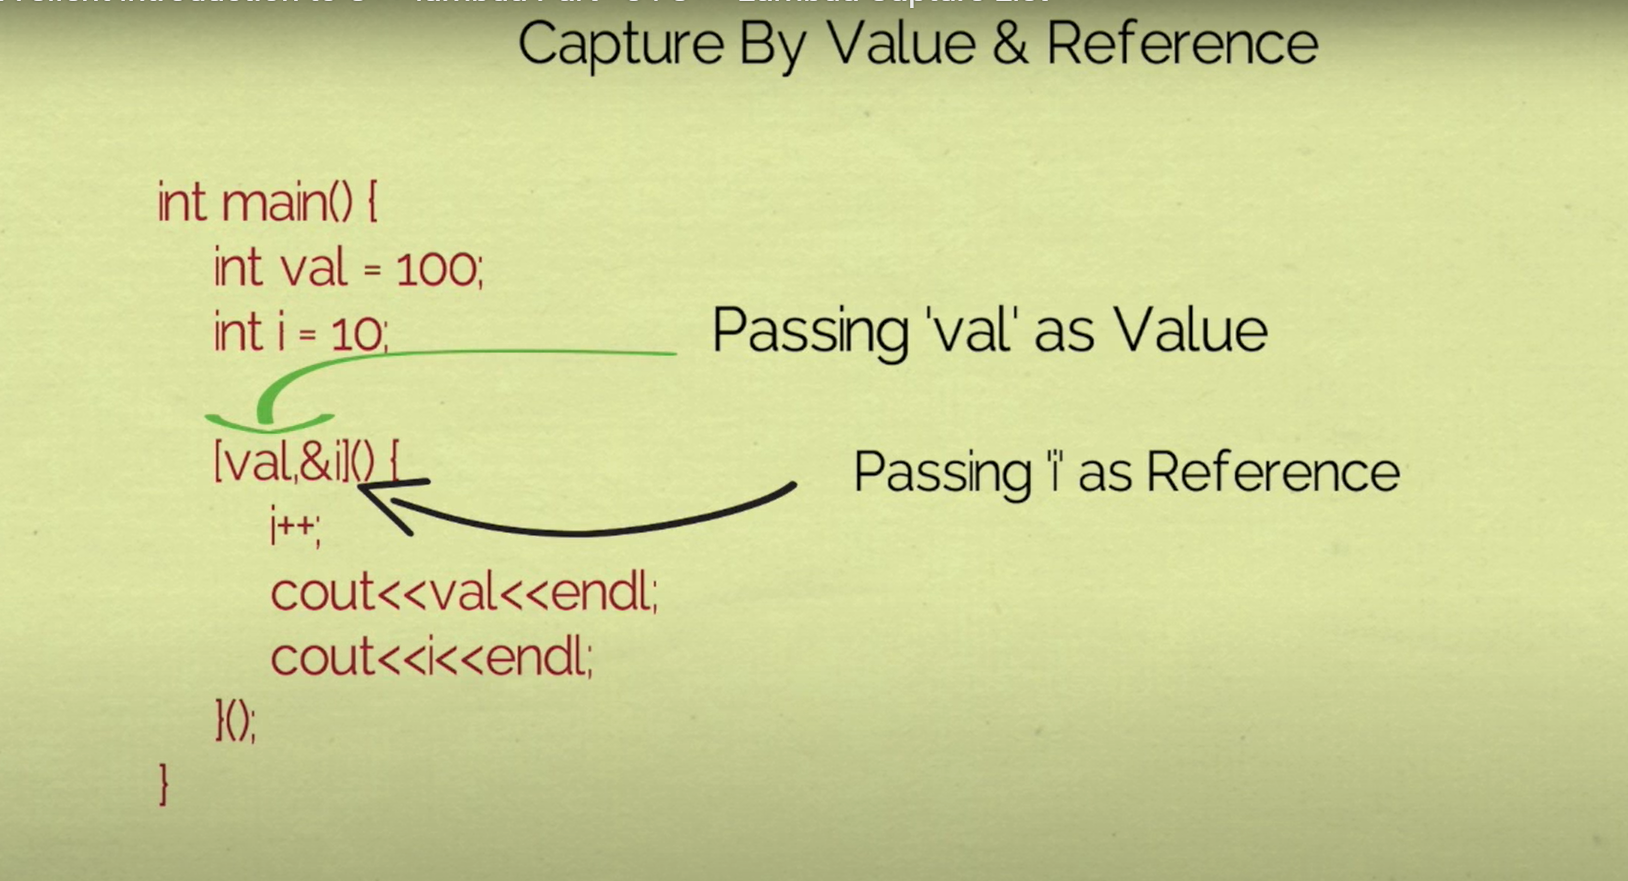 Capture By Value & Reference
int main() {
int val = 100;
int i = 10;
Passing 'val' as Value
[val,&i]() {
Passing 'i' as Reference
i++;
cout<<val<<endl;
cout<<i<<endl;
}();
}